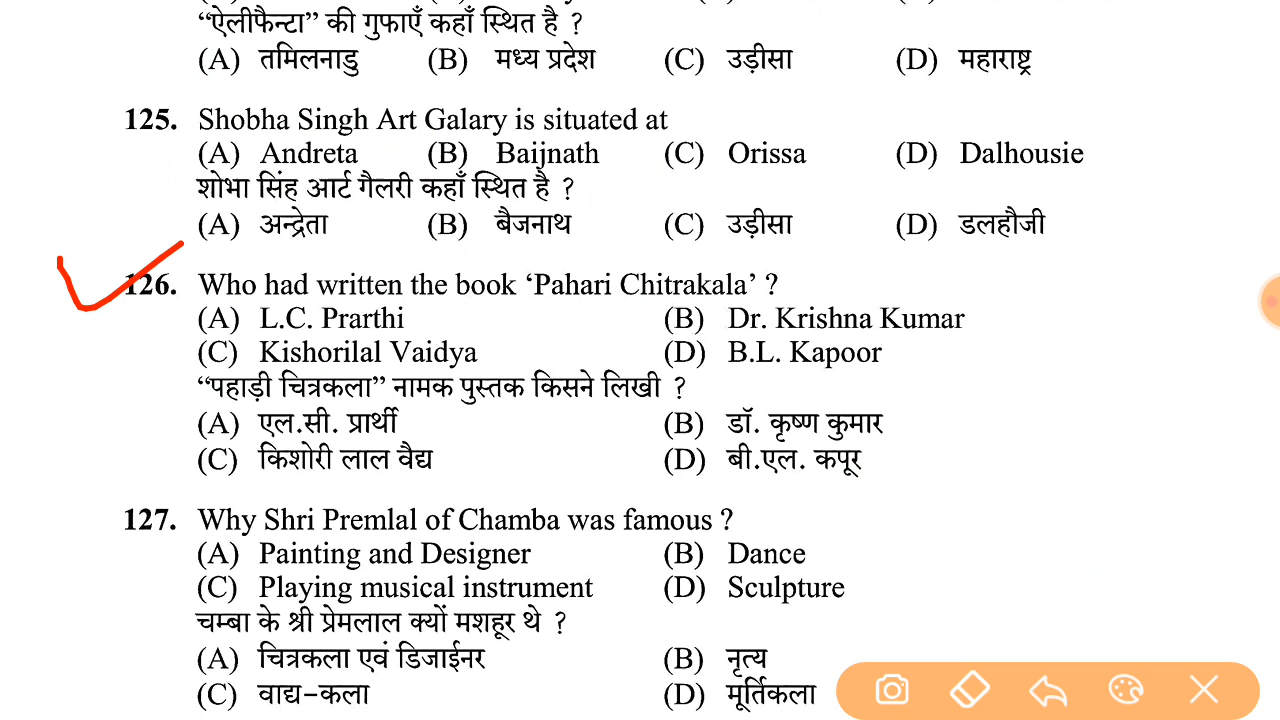 “ऐलीफैन्टा” की गुफाएँ कहाँ स्थित है ?
(A) तमिलनाडु (B) मध्य प्रदेश (C) उड़ीसा (D) महाराष्ट्र
125. Shobha Singh Art Galary is situated at
(A) Andreta (B) Baijnath (C) Orissa (D) Dalhousie
शोभा सिंह आर्ट गैलरी कहाँ स्थित है ?
(A) अन्द्रेता (B) बैजनाथ (C) उड़ीसा (D) डलहौजी
126. Who had written the book ‘Pahari Chitrakala’ ?
(A) L.C. Prarthi (B) Dr. Krishna Kumar
(C) Kishorilal Vaidya (D) B.L. Kapoor
“पहाड़ी चित्रकला” नामक पुस्तक किसने लिखी ?
(A) एल.सी. प्रार्थी (B) डॉ. कृष्ण कुमार
(C) किशोरी लाल वैद्य (D) बी.एल. कपूर
127. Why Shri Premlal of Chamba was famous ?
(A) Painting and Designer (B) Dance
(C) Playing musical instrument (D) Sculpture
चम्बा के श्री प्रेमलाल क्यों मशहूर थे ?
(A) चित्रकला एवं डिजाईनर (B) नृत्य
(C) वाद्य-कला (D) मूर्तिकला